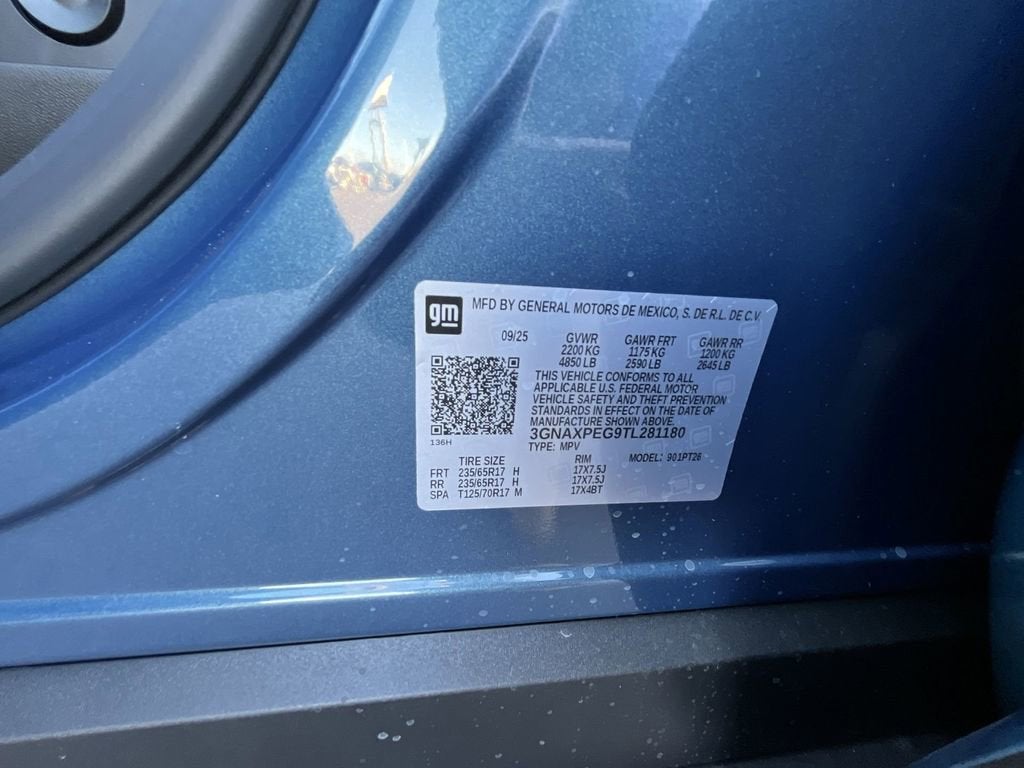 gm MFD BY GENERAL MOTORS DE MEXICO, S. DE R.L. DE C.V.
09/25 GVWR GAWR FRT GAWR RR
2200 KG 1175 KG 1200 KG
4850 LB 2590 LB 2645 LB
THIS VEHICLE CONFORMS TO ALL
APPLICABLE U.S. FEDERAL MOTOR
VEHICLE SAFETY AND THEFT PREVENTION
STANDARDS IN EFFECT ON THE DATE OF
MANUFACTURE SHOWN ABOVE.
3GNAXPEG9TL281180
136H
TYPE: MPV MODEL: 901PT26
TIRE SIZE RIM
FRT 235/65R17 H 17X7.5J
RR 235/65R17 H 17X7.5J
SPA T125/70R17 M 17X4BT